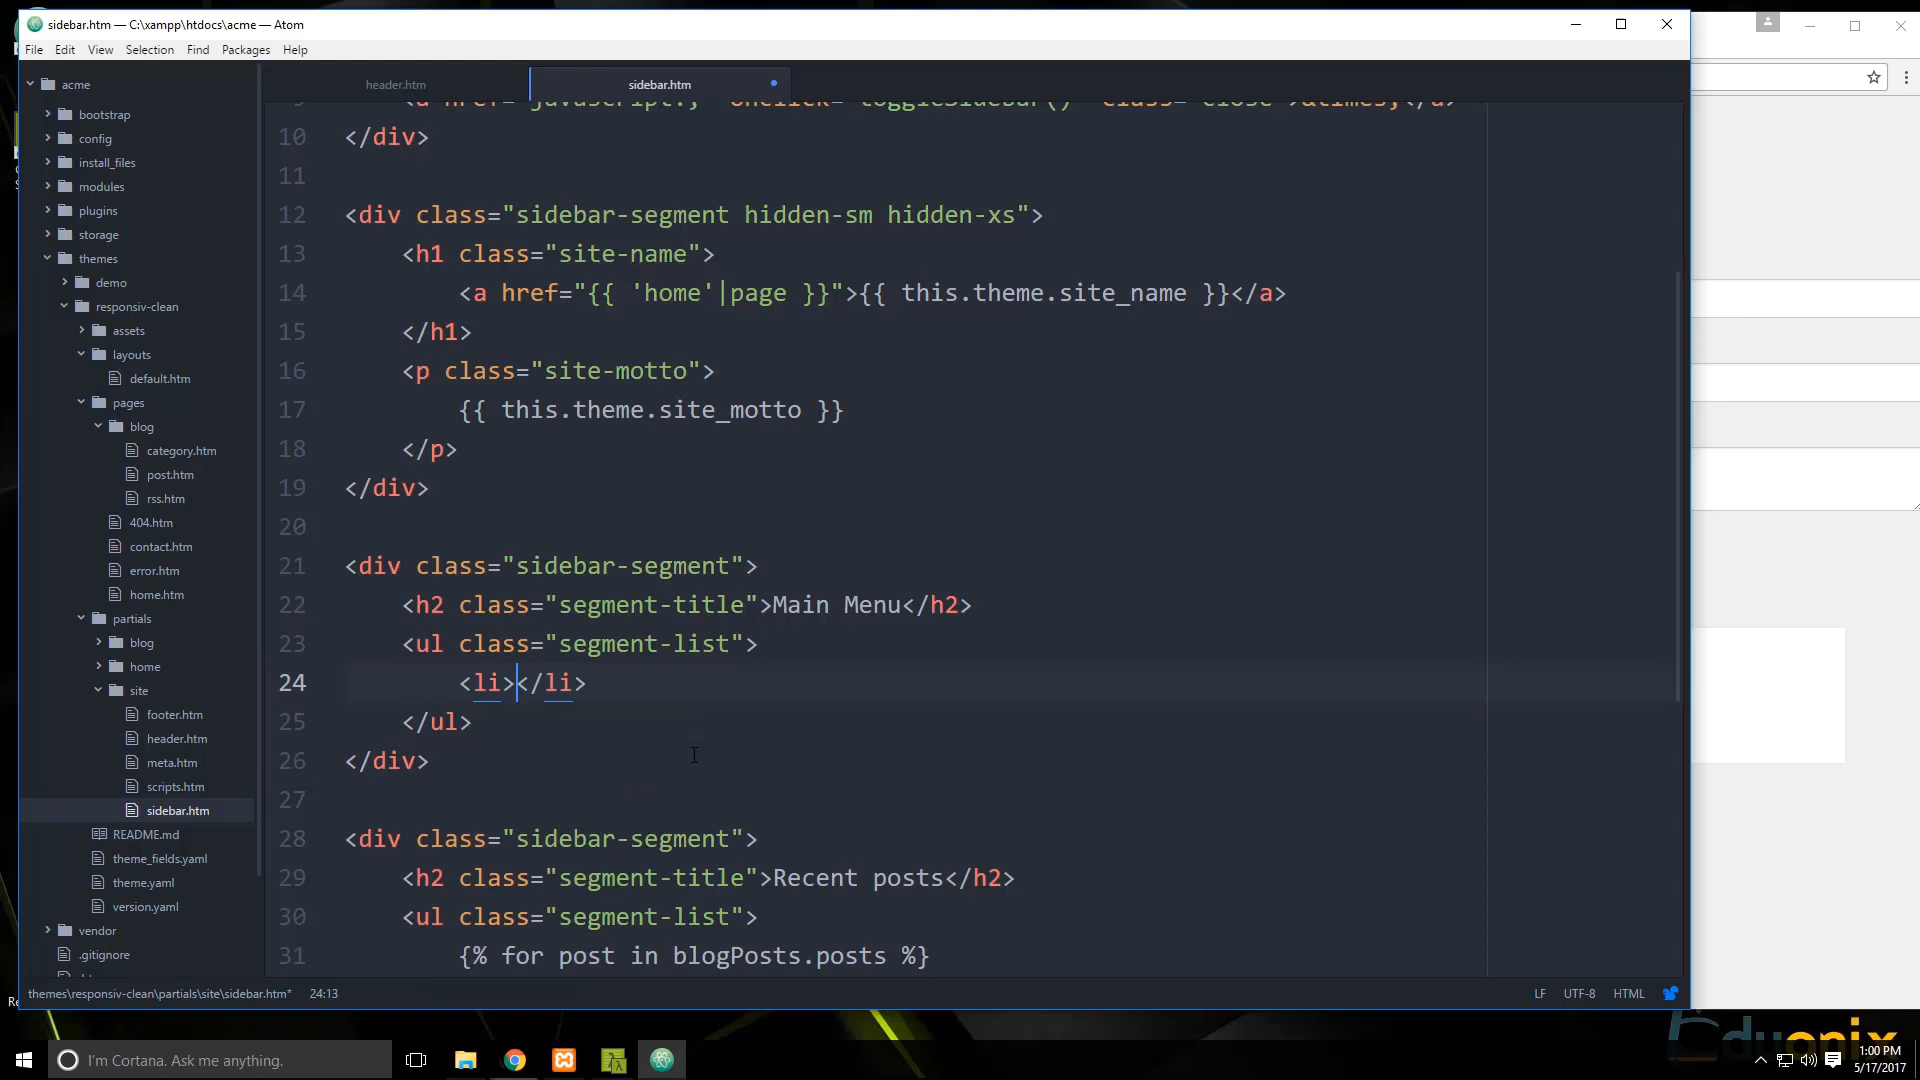 sidebar.htm — C:\xampp\htdocs\acme — Atom
File Edit View Selection Find Packages Help
acme
bootstrap
config
install_files
modules
plugins
storage
themes
demo
responsiv-clean
assets
layouts
default.htm
pages
blog
category.htm
post.htm
rss.htm
404.htm
contact.htm
error.htm
home.htm
partials
blog
home
site
footer.htm
header.htm
meta.htm
scripts.htm
sidebar.htm
README.md
theme_fields.yaml
theme.yaml
version.yaml
vendor
.gitignore
header.htm
sidebar.htm
9 <a href="javascript:;" onclick="toggleSidebar()" class="close">&times;</a>
10 </div>
11
12 <div class="sidebar-segment hidden-sm hidden-xs">
13 <h1 class="site-name">
14 <a href="{{ 'home'|page }}">{{ this.theme.site_name }}</a>
15 </h1>
16 <p class="site-motto">
17 {{ this.theme.site_motto }}
18 </p>
19 </div>
20
21 <div class="sidebar-segment">
22 <h2 class="segment-title">Main Menu</h2>
23 <ul class="segment-list">
24 <li></li>
25 </ul>
26 </div>
27
28 <div class="sidebar-segment">
29 <h2 class="segment-title">Recent posts</h2>
30 <ul class="segment-list">
31 {% for post in blogPosts.posts %}
themes\responsiv-clean\partials\site\sidebar.htm* 24:13
LF UTF-8 HTML
I'm Cortana. Ask me anything.
eduonix
1:00 PM
5/17/2017